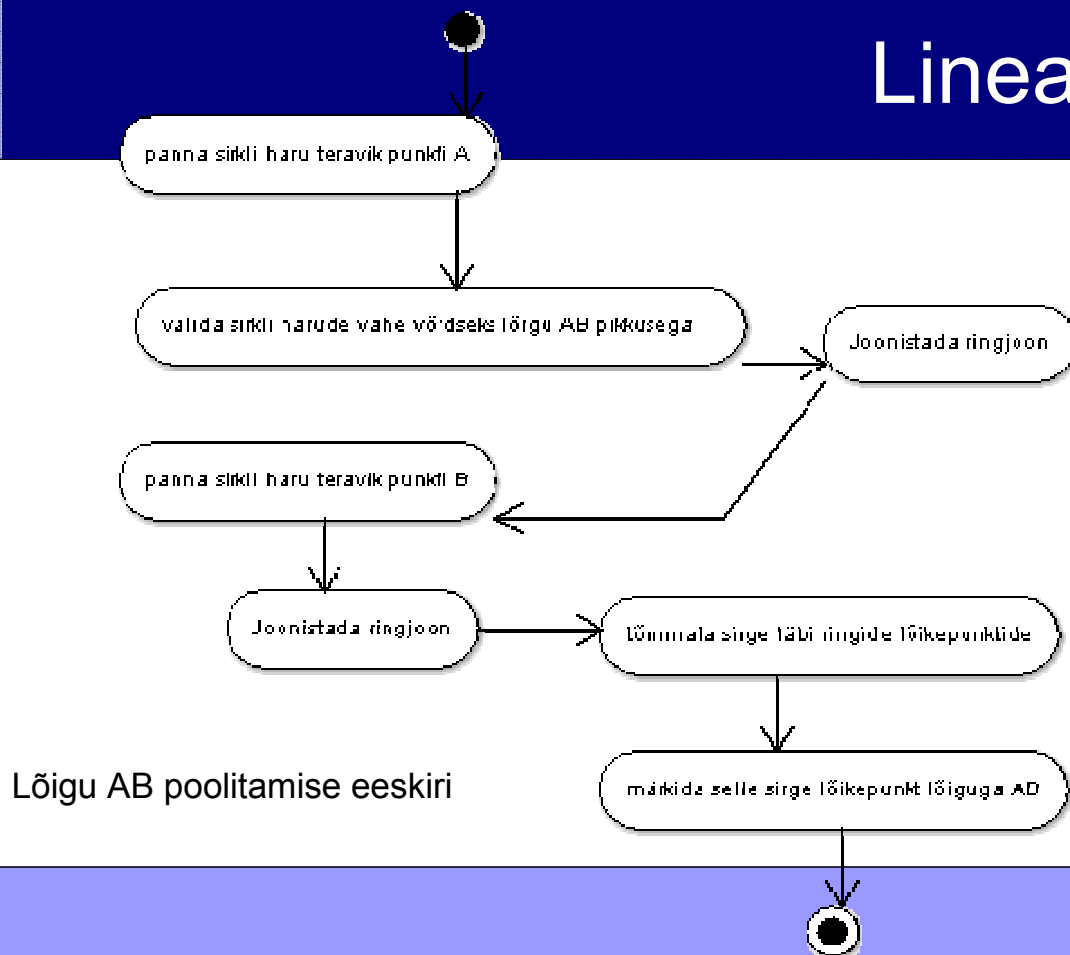 Linea
panna sirkli haru teravik punkti A
valida sirkli harude vahe võrdseks lõigu AB pikkusega
Joonistada ringjoon
panna sirkli haru teravik punkti B
Joonistada ringjoon
tõmmata sirge läbi ringide lõikepunktide
märkida selle sirge lõikepunkt lõiguga AB
Lõigu AB poolitamise eeskiri